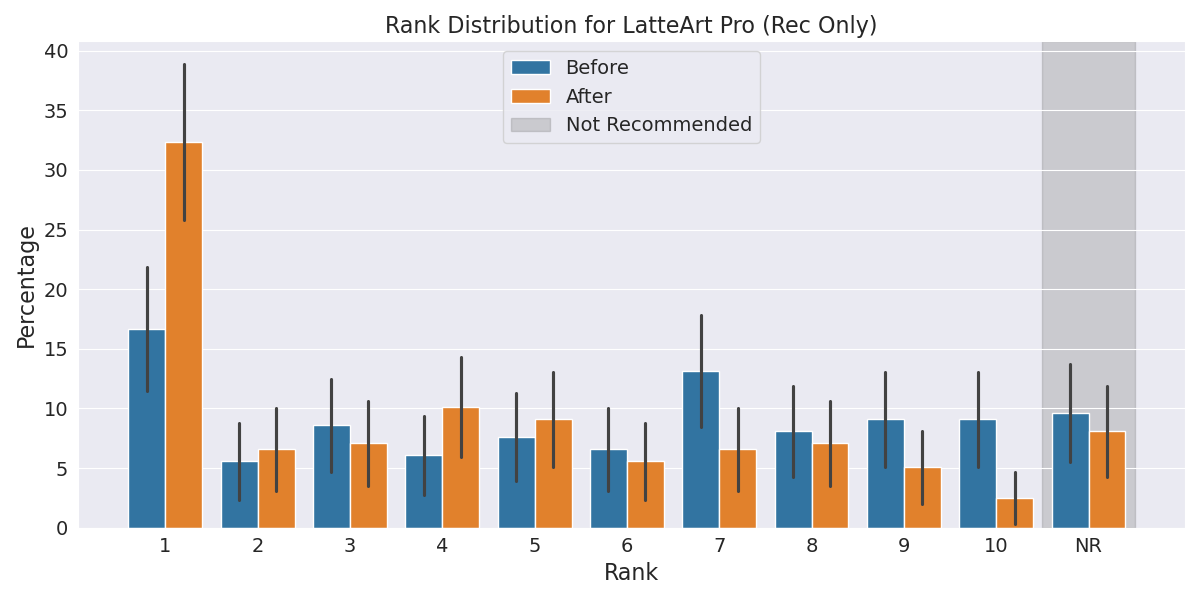 Rank Distribution for LatteArt Pro (Rec Only)
Before
After
Not Recommended
Percentage
40
35
30
25
20
15
10
5
0
1 2 3 4 5 6 7 8 9 10 NR
Rank